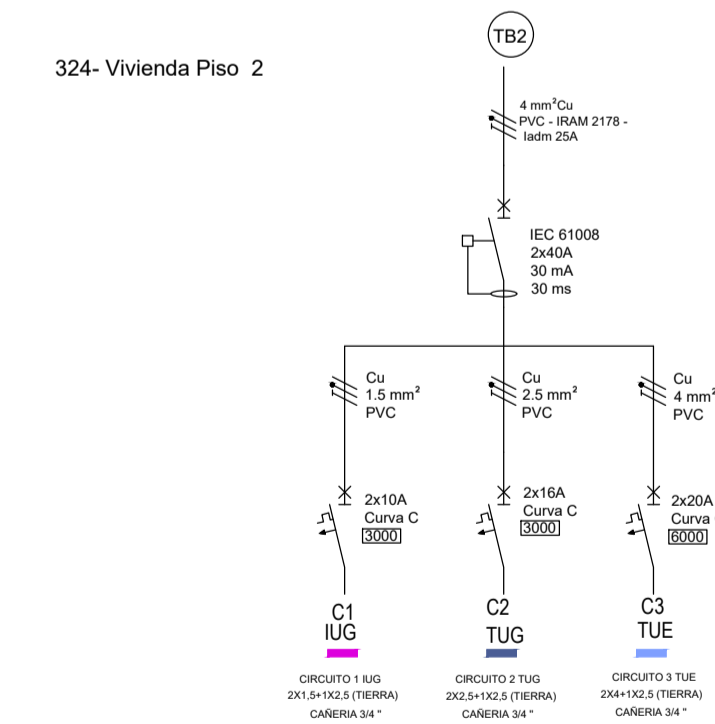 TB2
324- Vivienda Piso 2
4 mm²Cu
PVC - IRAM 2178 -
Iadm 25A
IEC 61008
2x40A
30 mA
30 ms
Cu
1.5 mm²
PVC
Cu
2.5 mm²
PVC
Cu
4 mm²
PVC
2x10A
Curva C
3000
2x16A
Curva C
3000
2x20A
Curva
6000
C1
IUG
C2
TUG
C3
TUE
CIRCUITO 1 IUG
2X1,5+1X2,5 (TIERRA)
CAÑERIA 3/4 "
CIRCUITO 2 TUG
2X2,5+1X2,5 (TIERRA)
CAÑERIA 3/4 "
CIRCUITO 3 TUE
2X4+1X2,5 (TIERRA)
CAÑERIA 3/4 "